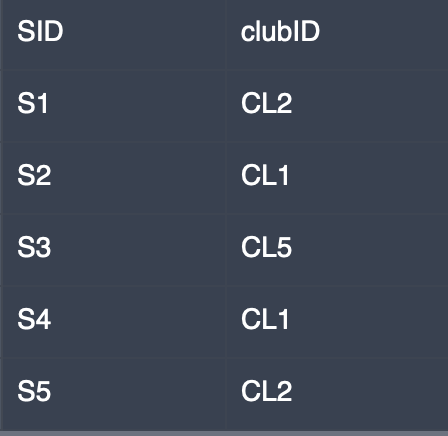 SID clubID
S1 CL2
S2 CL1
S3 CL5
S4 CL1
S5 CL2